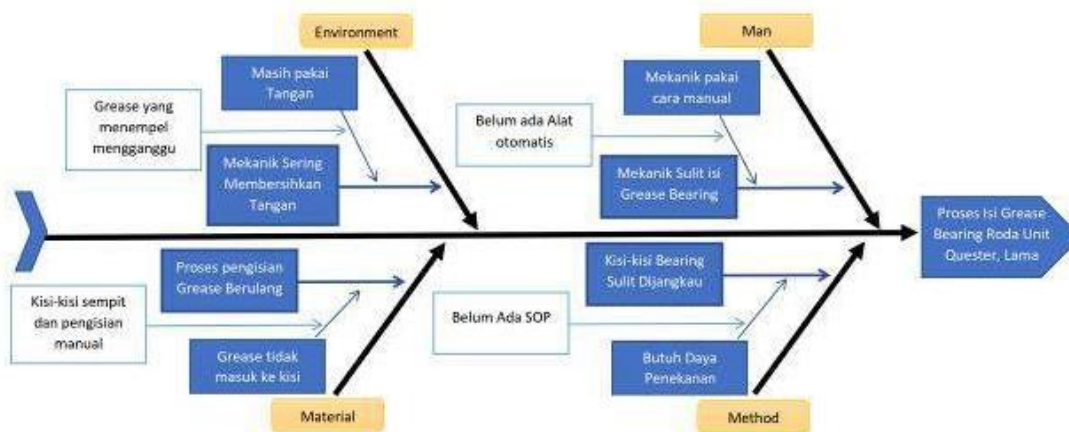 Environment
Man
Masih pakai
Tangan
Mekanik pakai
cara manual
Grease yang
menempel
mengganggu
Belum ada Alat
otomatis
Mekanik Sering
Membersihkan
Tangan
Mekanik Sulit isi
Grease Bearing
Proses Isi Grease
Bearing Roda Unit
Quester, Lama
Proses pengisian
Grease Berulang
Kisi-kisi Bearing
Sulit Dijangkau
Kisi-kisi sempit
dan pengisian
manual
Belum Ada SOP
Grease tidak
masuk ke kisi
Butuh Daya
Penekanan
Material
Method